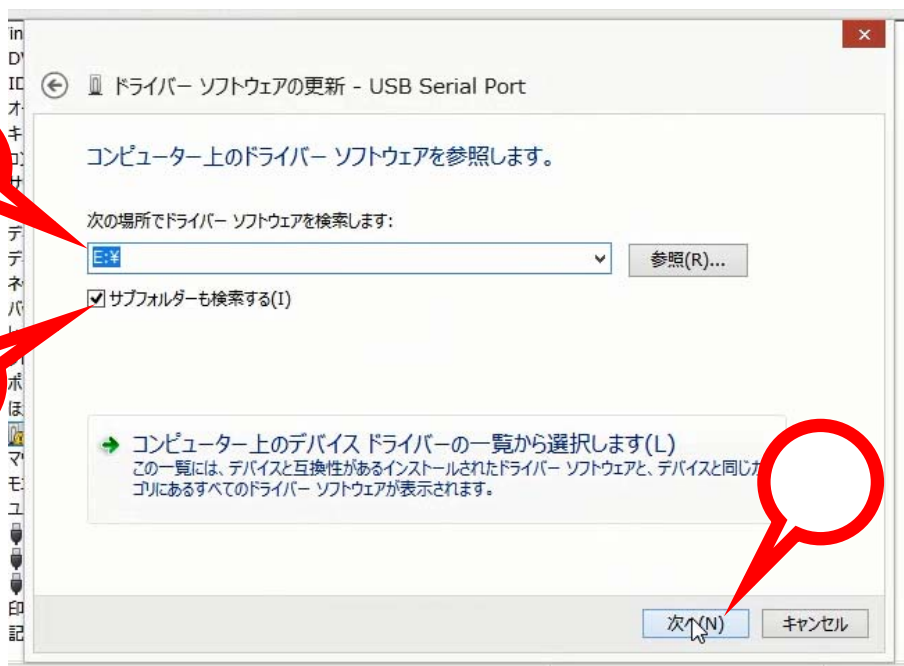 ドライバー ソフトウェアの更新 - USB Serial Port
コンピューター上のドライバー ソフトウェアを参照します。
次の場所でドライバー ソフトウェアを検索します:
E:¥
参照(R)...
サブフォルダーも検索する(I)
コンピューター上のデバイス ドライバーの一覧から選択します(L)
この一覧には、デバイスと互換性があるインストールされたドライバー ソフトウェアと、デバイスと同じカ
ゴリにあるすべてのドライバー ソフトウェアが表示されます。
次へ(N)
キャンセル